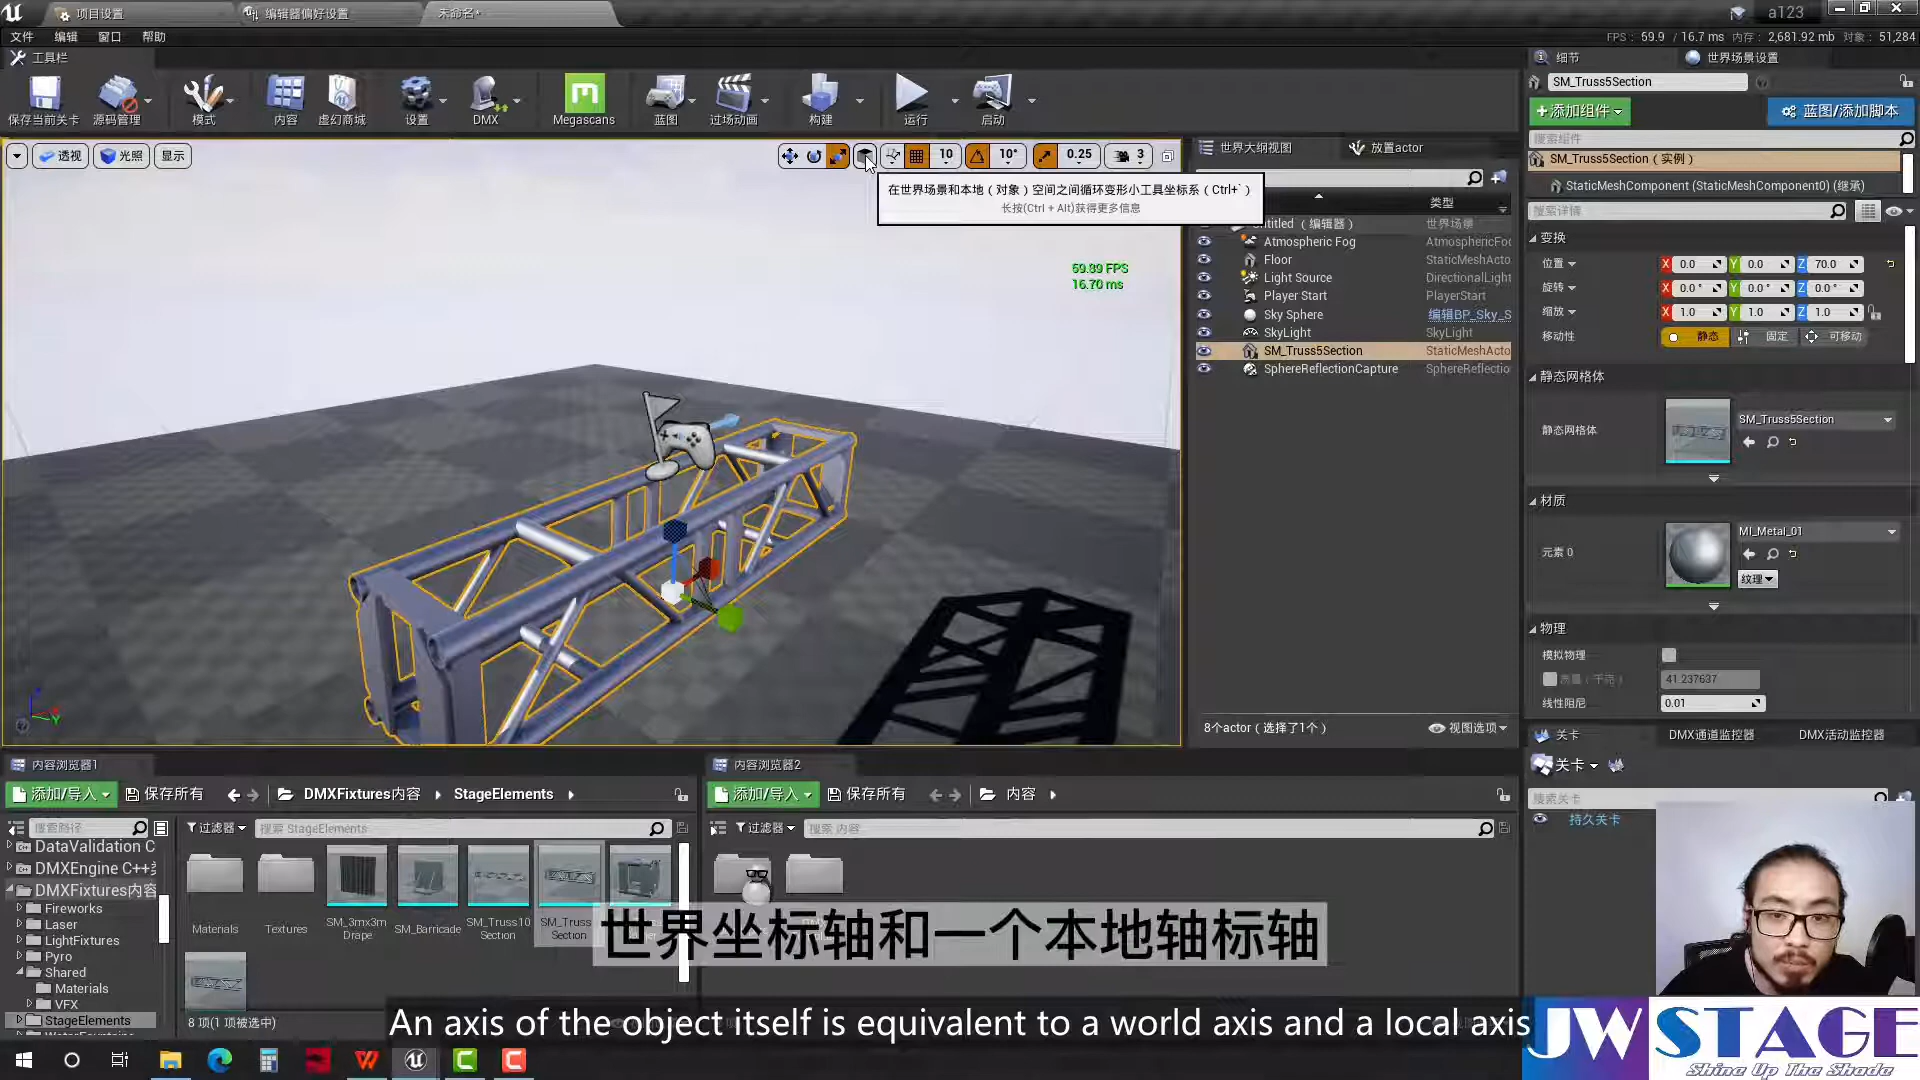 项目设置
编辑器偏好设置
未命名*
a123
文件 编辑 窗口 帮助
FPS : 59.9 / 16.7 ms 内存 : 2,681.92 mb 对象 : 51,284
工具栏
保存当前关卡 源码管理 模式 内容 虚幻商城 设置 DMX Megascans 蓝图 过场动画 构建 运行 启动
透视 光照 显示
10 10° 0.25 3
在世界场景和本地（对象）空间之间循环变形小工具坐标系（Ctrl+`）
长按(Ctrl + Alt)获得更多信息
59.89 FPS
16.70 ms
世界大纲视图 放置actor
类型
Untitled（编辑器） 世界场景
Atmospheric Fog AtmosphericFo
Floor StaticMeshActo
Light Source DirectionalLight
Player Start PlayerStart
Sky Sphere 编辑BP_Sky_S
SkyLight SkyLight
SM_Truss5Section StaticMeshActo
SphereReflectionCapture SphereReflectio
8个actor（选择了1个） 视图选项
细节 世界场景设置
SM_Truss5Section
+添加组件 蓝图/添加脚本
搜索组件
SM_Truss5Section（实例）
StaticMeshComponent (StaticMeshComponent0) (继承)
搜索详情
变换
位置 X 0.0 Y 0.0 Z 70.0
旋转 X 0.0° Y 0.0° Z 0.0°
缩放 X 1.0 Y 1.0 Z 1.0
移动性 静态 固定 可移动
静态网格体
静态网格体 SM_Truss5Section
材质
元素 0 MI_Metal_01
纹理
物理
模拟物理
质量（千克） 41.237637
线性阻尼 0.01
关卡 DMX通道监控器 DMX活动监控器
关卡
搜索关卡
持久关卡
内容浏览器1
添加/导入 保存所有 DMXFixtures内容 StageElements
搜索路径 过滤器 搜索 StageElements
DataValidation C
DMXEngine C++类
DMXFixtures内容
Fireworks
Laser
LightFixtures
Pyro
Shared
Materials
VFX
StageElements
Materials Textures SM_3mx3m Drape SM_Barricade SM_Truss10 Section SM_Truss Section
8 项(1 项被选中)
内容浏览器2
添加/导入 保存所有 内容
过滤器 搜索 内容
世界坐标轴和一个本地轴标轴
An axis of the object itself is equivalent to a world axis and a local axis
JWSTAGE
Shine Up The Shade